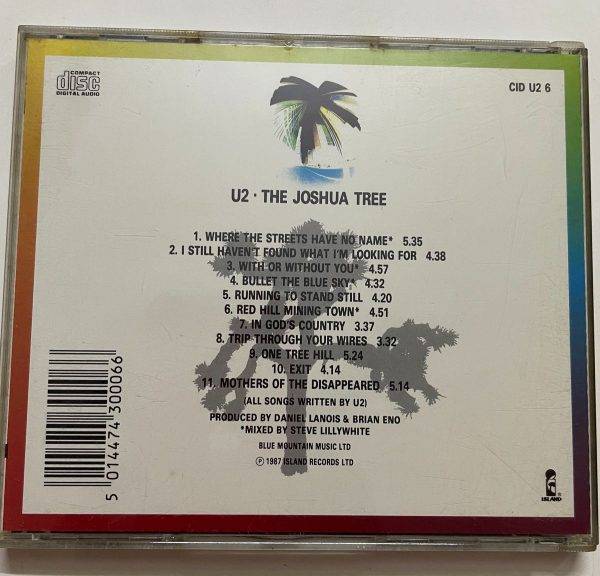 COMPACT
disc
DIGITAL AUDIO
CID U2 6
U2 · THE JOSHUA TREE
1. WHERE THE STREETS HAVE NO NAME* 5.35
2. I STILL HAVEN'T FOUND WHAT I'M LOOKING FOR 4.38
3. WITH OR WITHOUT YOU* 4.57
4. BULLET THE BLUE SKY* 4.32
5. RUNNING TO STAND STILL 4.20
6. RED HILL MINING TOWN* 4.51
7. IN GOD'S COUNTRY 3.37
8. TRIP THROUGH YOUR WIRES 3.32
9. ONE TREE HILL 5.24
10. EXIT 4.14
11. MOTHERS OF THE DISAPPEARED 5.14
(ALL SONGS WRITTEN BY U2)
PRODUCED BY DANIEL LANOIS & BRIAN ENO
*MIXED BY STEVE LILLYWHITE
BLUE MOUNTAIN MUSIC LTD
℗ 1987 ISLAND RECORDS LTD
5 014474 300066
ISLAND®